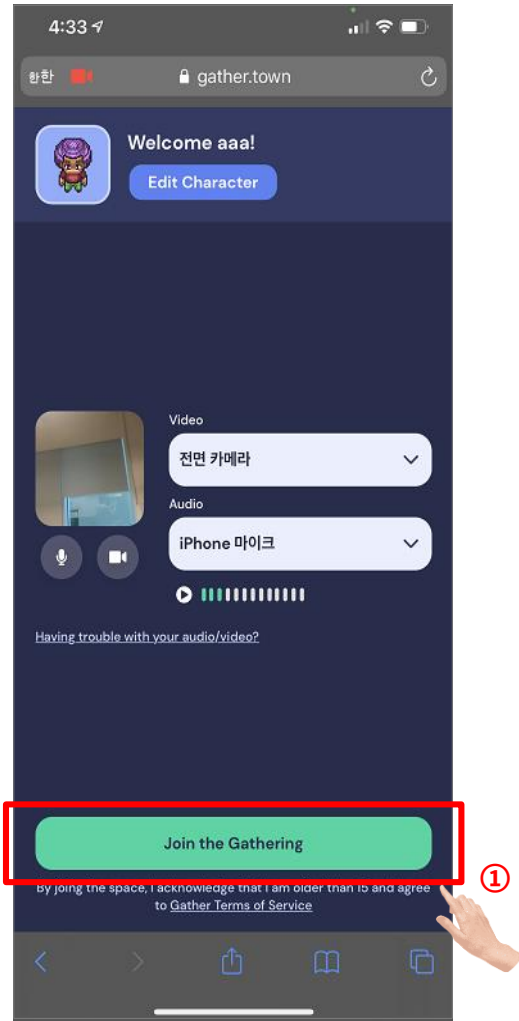 4:33
완한
gather.town
Welcome aaa!
Edit Character
Video
전면 카메라
Audio
iPhone 마이크
Having trouble with your audio/video?
Join the Gathering
By joing the space, I acknowledge that I am older than 15 and agree
to Gather Terms of Service
①